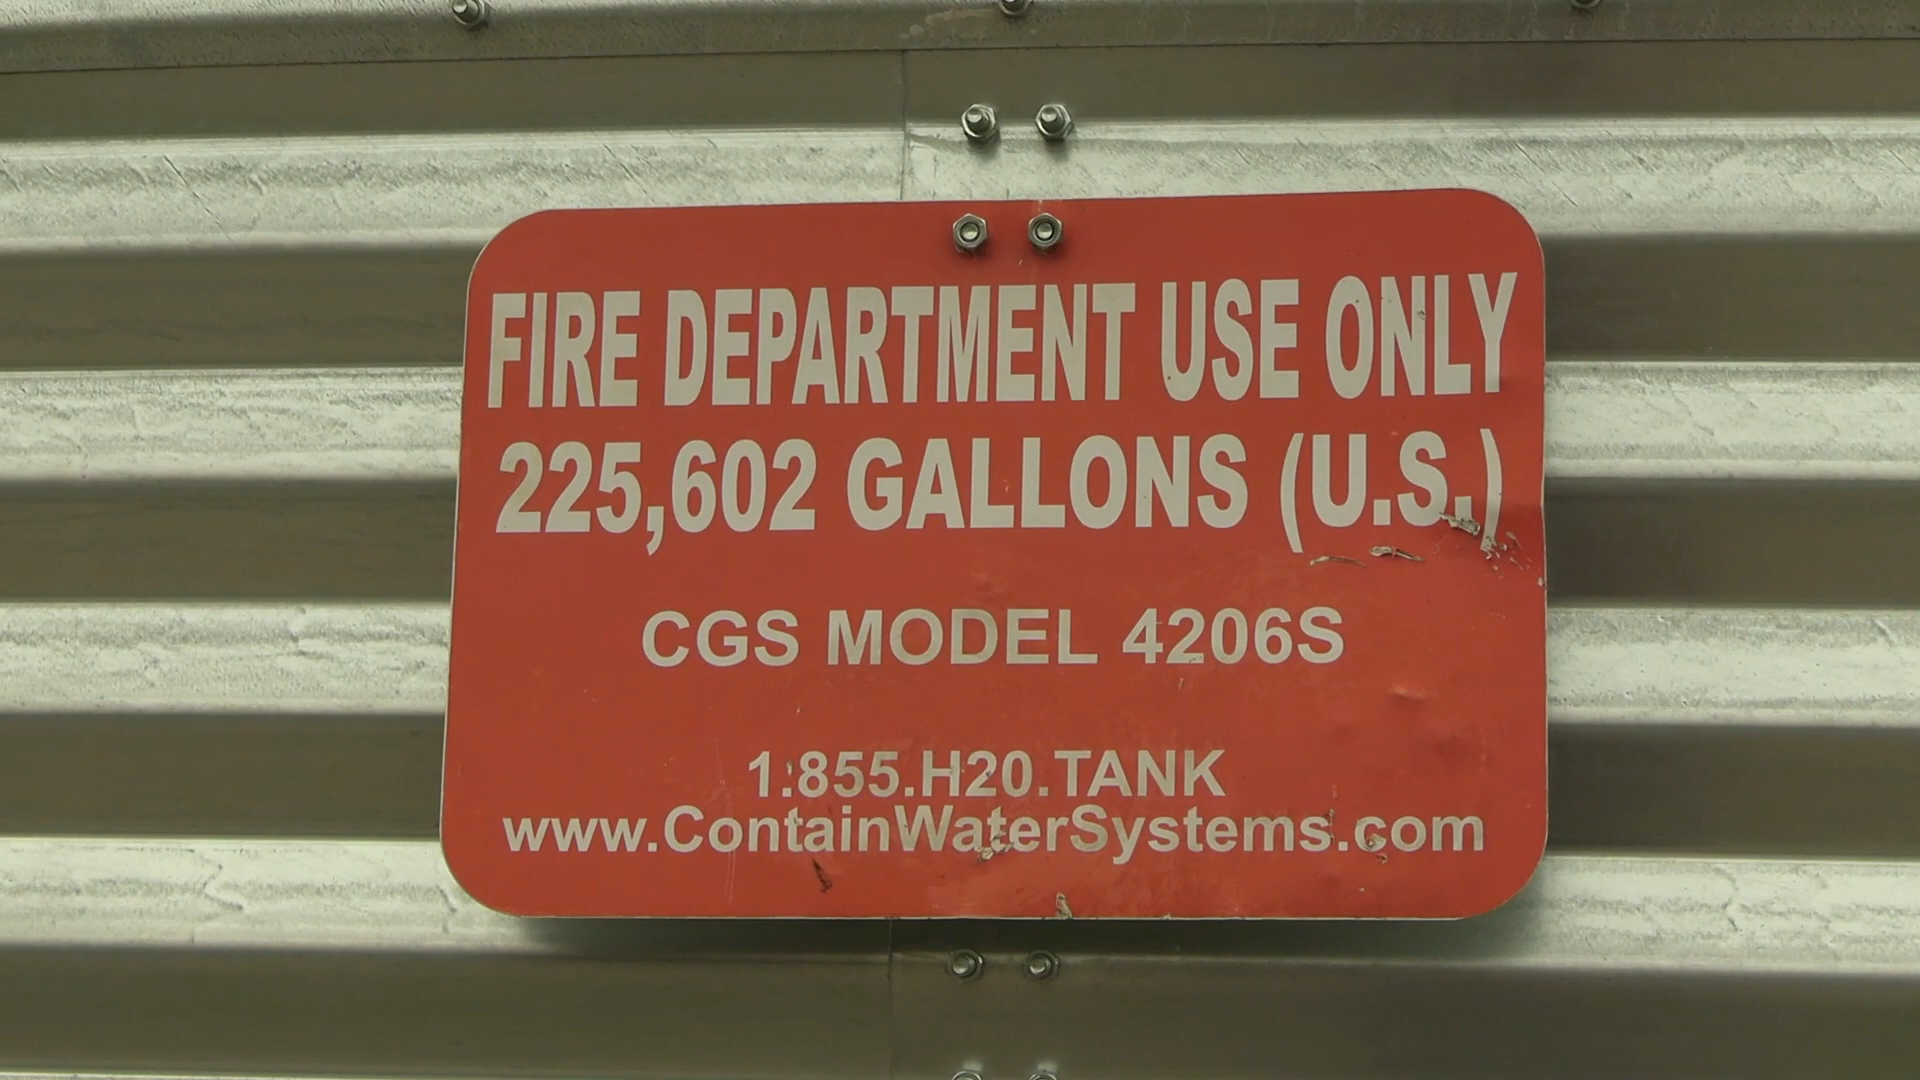 FIRE DEPARTMENT USE ONLY
225,602 GALLONS (U.S.)
CGS MODEL 4206S
1.855.H20.TANK
www.ContainWaterSystems.com